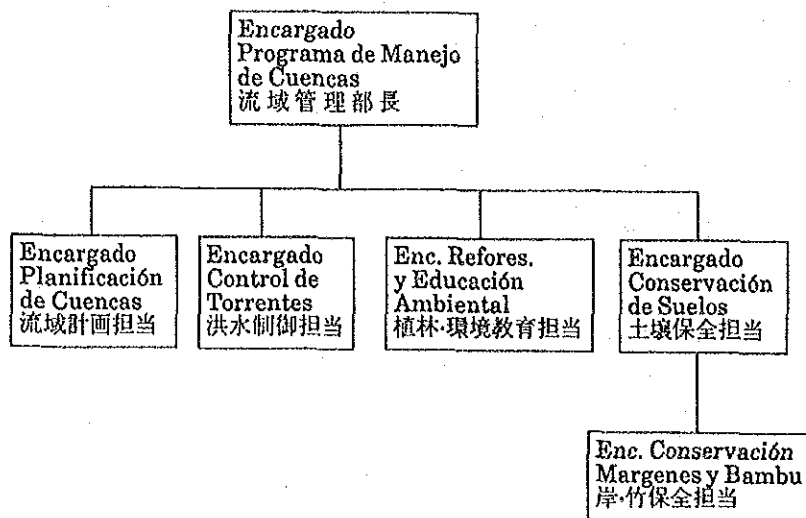 Encargado
Programa de Manejo
de Cuencas
流域管理部長
Encargado
Planificación
de Cuencas
流域計画担当
Encargado
Control de
Torrentes
洪水制御担当
Enc. Refores.
y Educación
Ambiental
植林·環境教育担当
Encargado
Conservación
de Suelos
土壌保全担当
Enc. Conservación
Margenes y Bambu
岸·竹保全担当